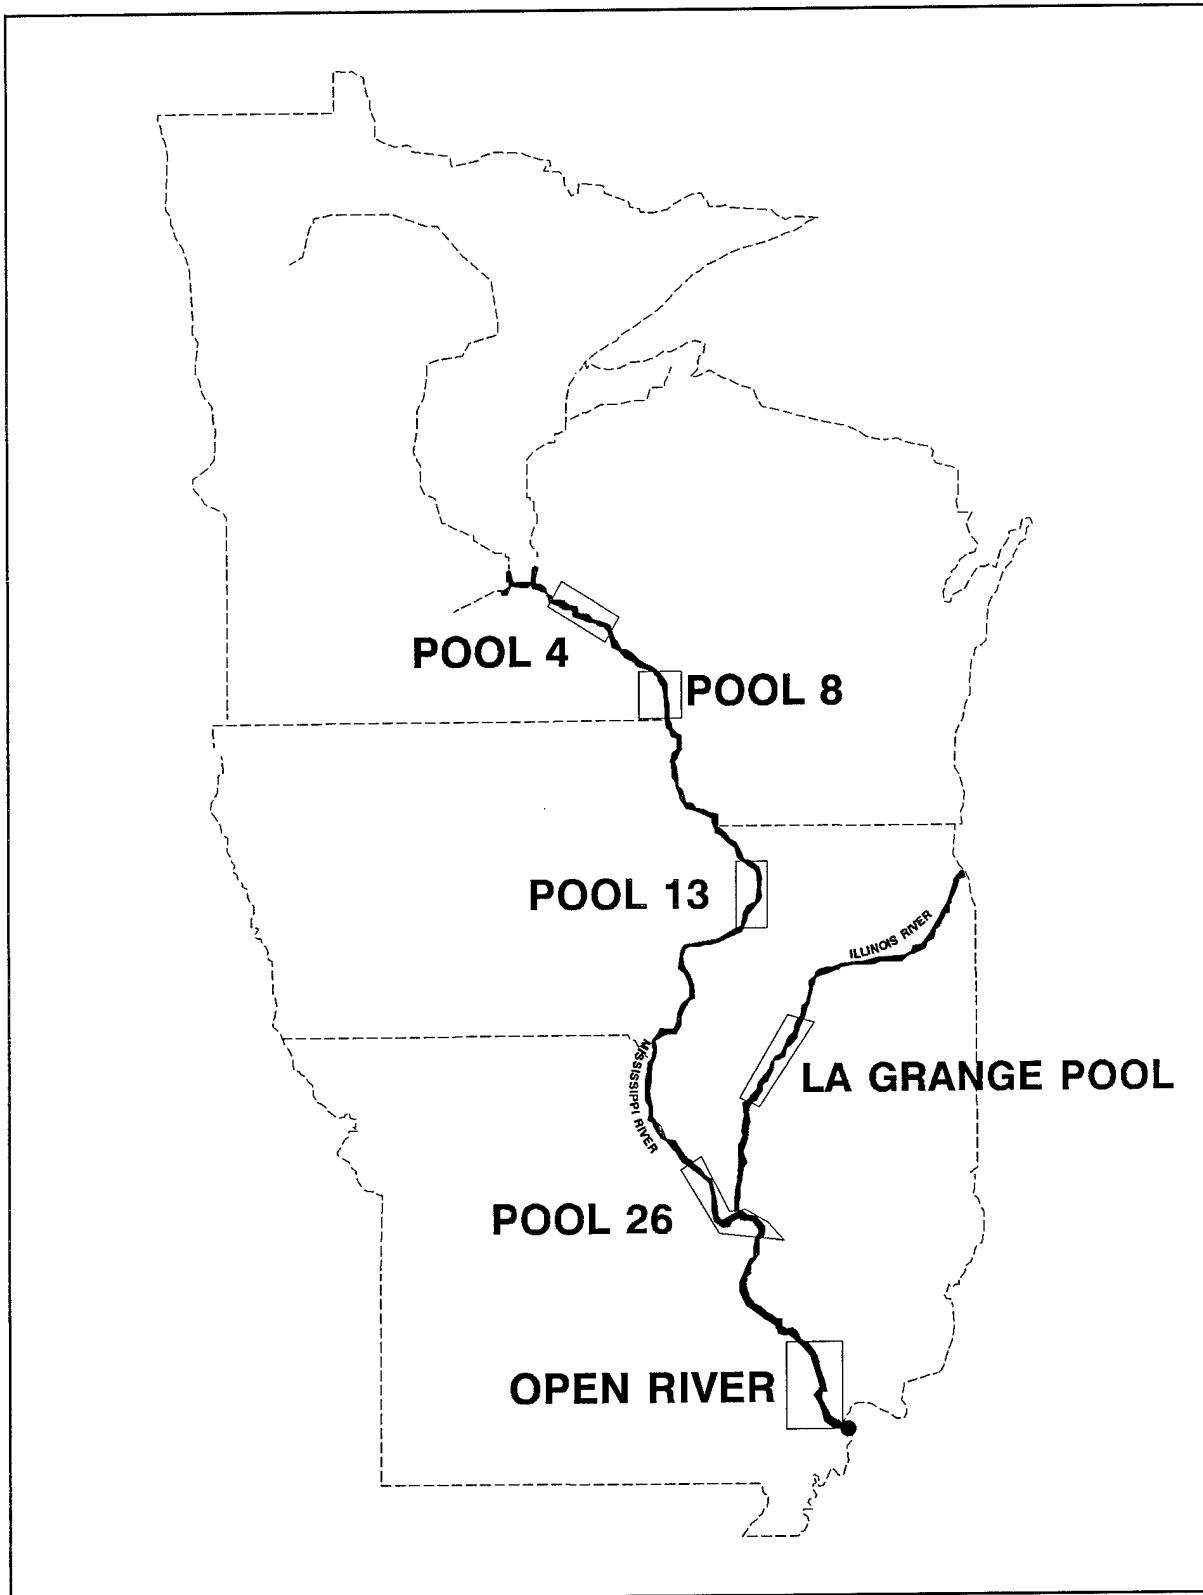 POOL 4
POOL 8
POOL 13
ILLINOIS RIVER
MISSISSIPPI RIVER
LA GRANGE POOL
POOL 26
OPEN RIVER